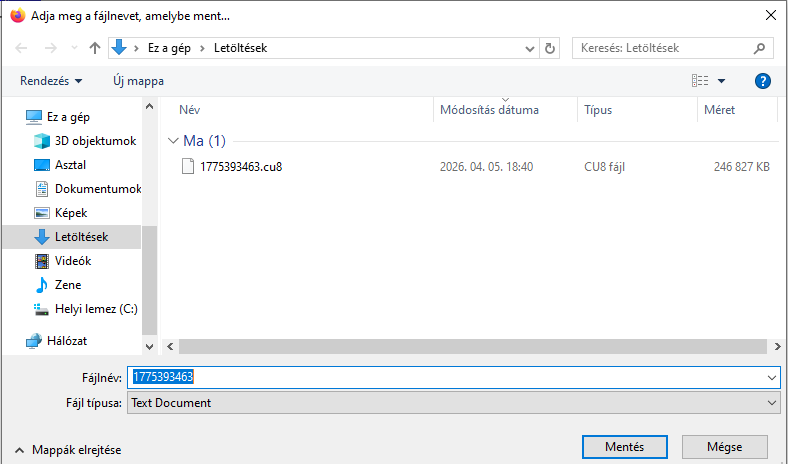 Adja meg a fájlnevet, amelybe ment...
Ez a gép Letöltések
Keresés: Letöltések
Rendezés Új mappa
Ez a gép
3D objektumok
Asztal
Dokumentumok
Képek
Letöltések
Videók
Zene
Helyi lemez (C:)
Hálózat
Név Módosítás dátuma Típus Méret
Ma (1)
1775393463.cu8 2026. 04. 05. 18:40 CU8 fájl 246 827 KB
Fájlnév: 1775393463
Fájl típusa: Text Document
Mappák elrejtése
Mentés Mégse